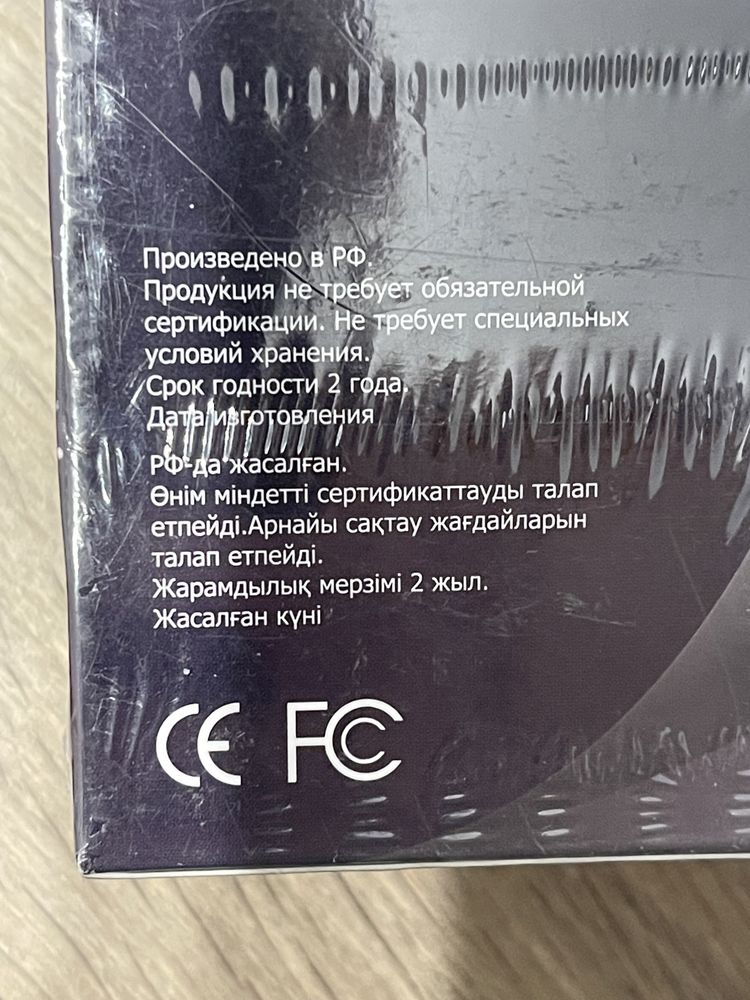 Произведено в РФ.
Продукция не требует обязательной
сертификации. Не требует специальных
условий хранения.
Срок годности 2 года.
Дата изготовления
РФ-да жасалған.
Өнім міндетті сертификаттауды талап
етпейді.Арнайы сақтау жағдайларын
талап етпейді.
Жарамдылық мерзімі 2 жыл.
Жасалған күні
CE FC